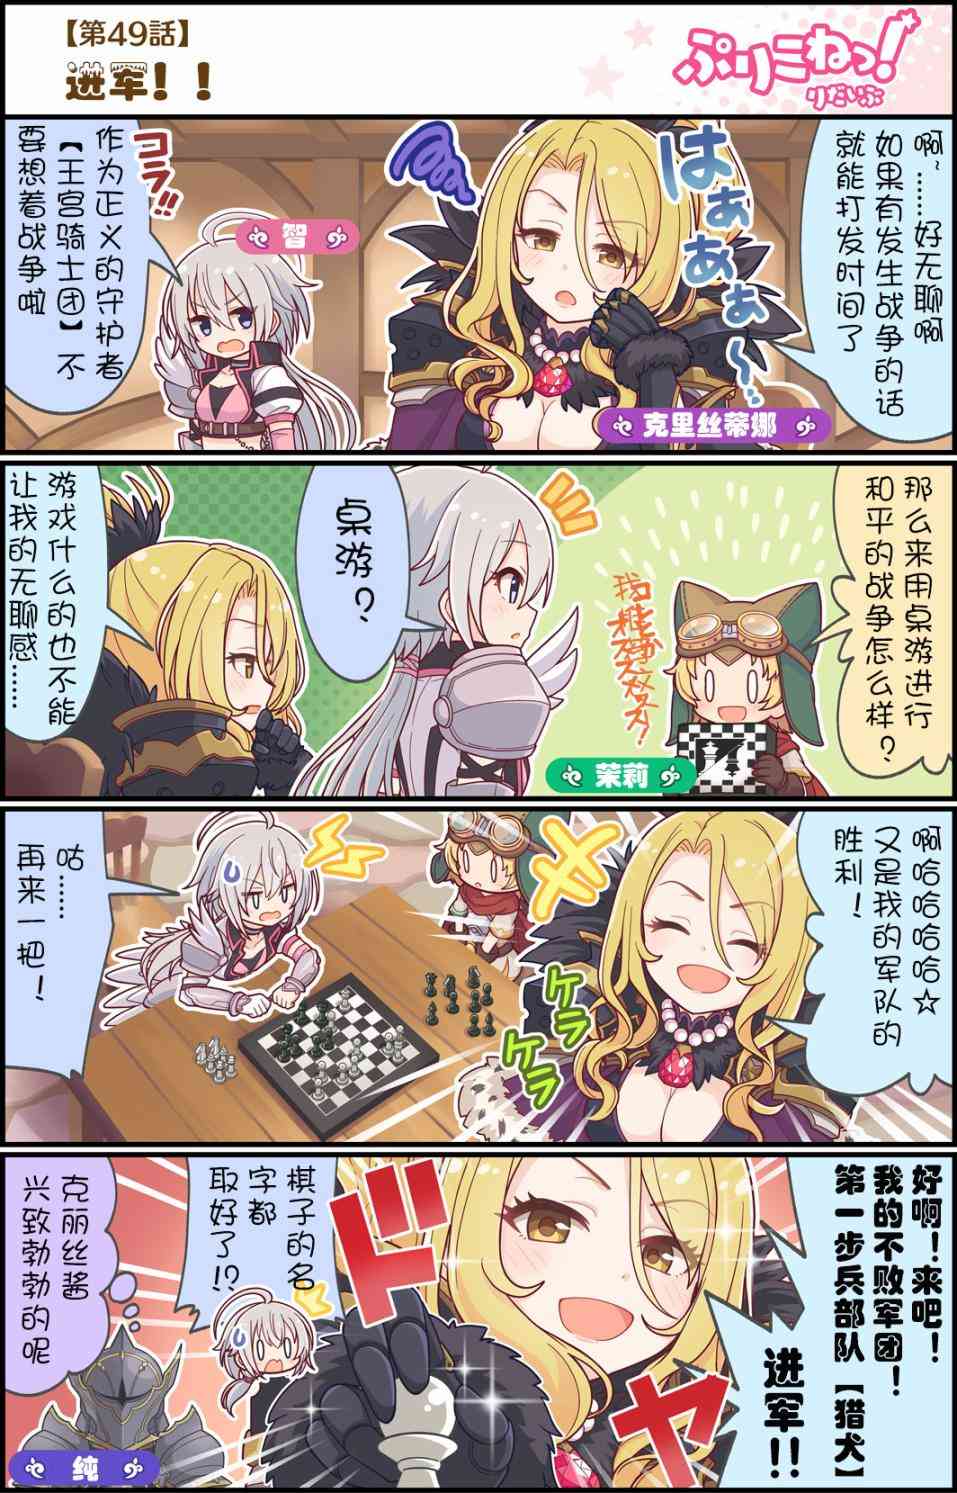 【第49話】
进军！！
ぷりこねっ！
りだいぶ
啊~……好无聊啊
如果有发生战争的话
就能打发时间了
はぁぁぁ～…
克里丝蒂娜
智
コラ!!
作为正义的守护者
【王宫骑士团】不
要想着战争啦
那么来用桌游进行
和平的战争怎么样？
茉莉
桌游？
游戏什么的也不能
让我的无聊感……
啊哈哈哈哈哈☆
又是我的军队的
胜利！
ケラ
ケラ
咕……
再来一把！
好啊！来吧！
我的不败军团！
第一步兵部队【猎犬】
进军!!
ド
ヤ
棋子的名
字都
取好了!?
克丽丝酱
兴致勃勃的呢
纯